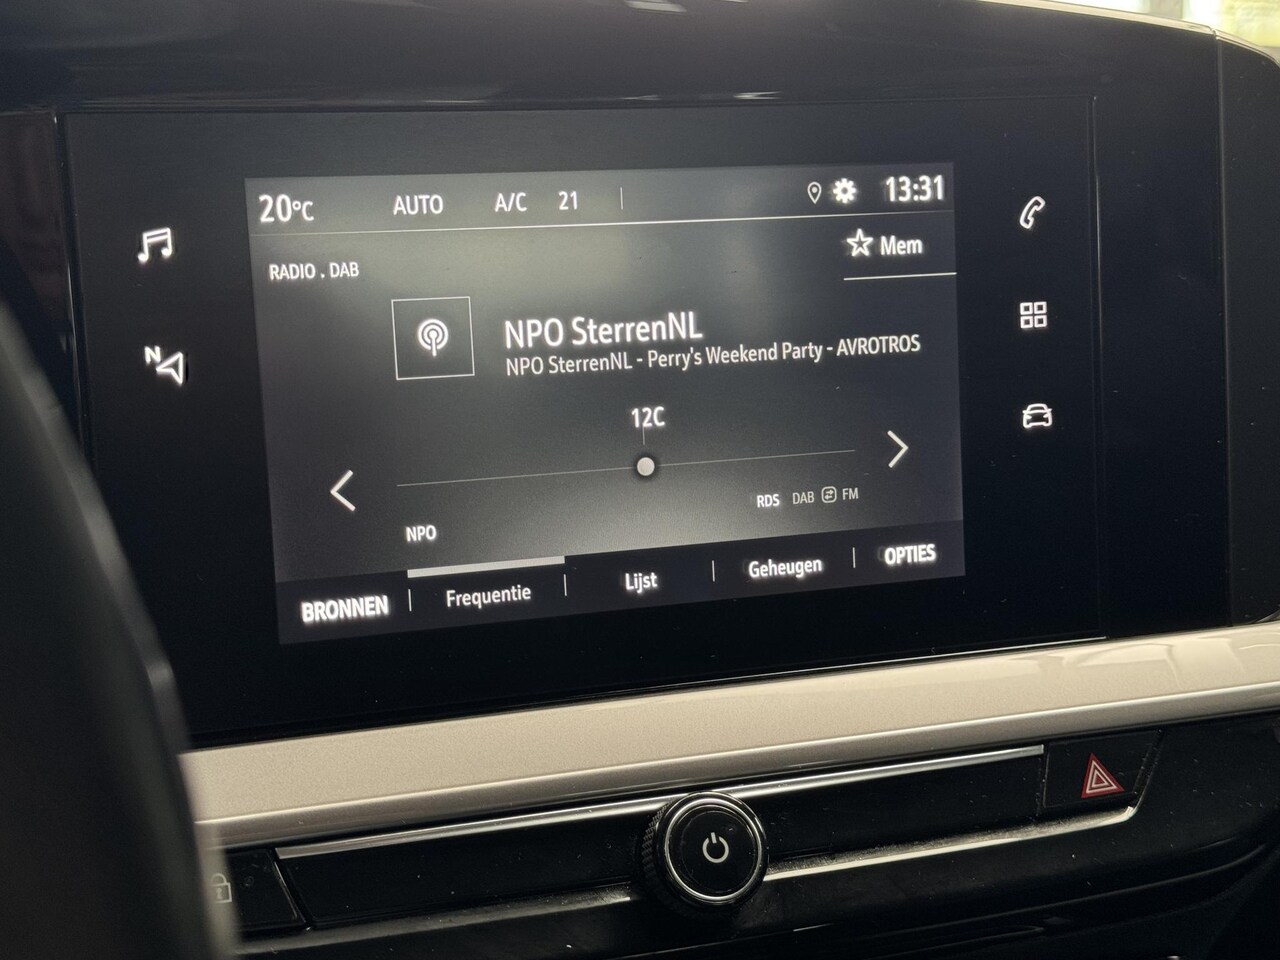 20°C AUTO A/C 21 13:31
Mem
RADIO . DAB
NPO SterrenNL
NPO SterrenNL - Perry's Weekend Party - AVROTROS
12C
N
RDS DAB FM
NPO
BRONNEN Frequentie Lijst Geheugen OPTIES